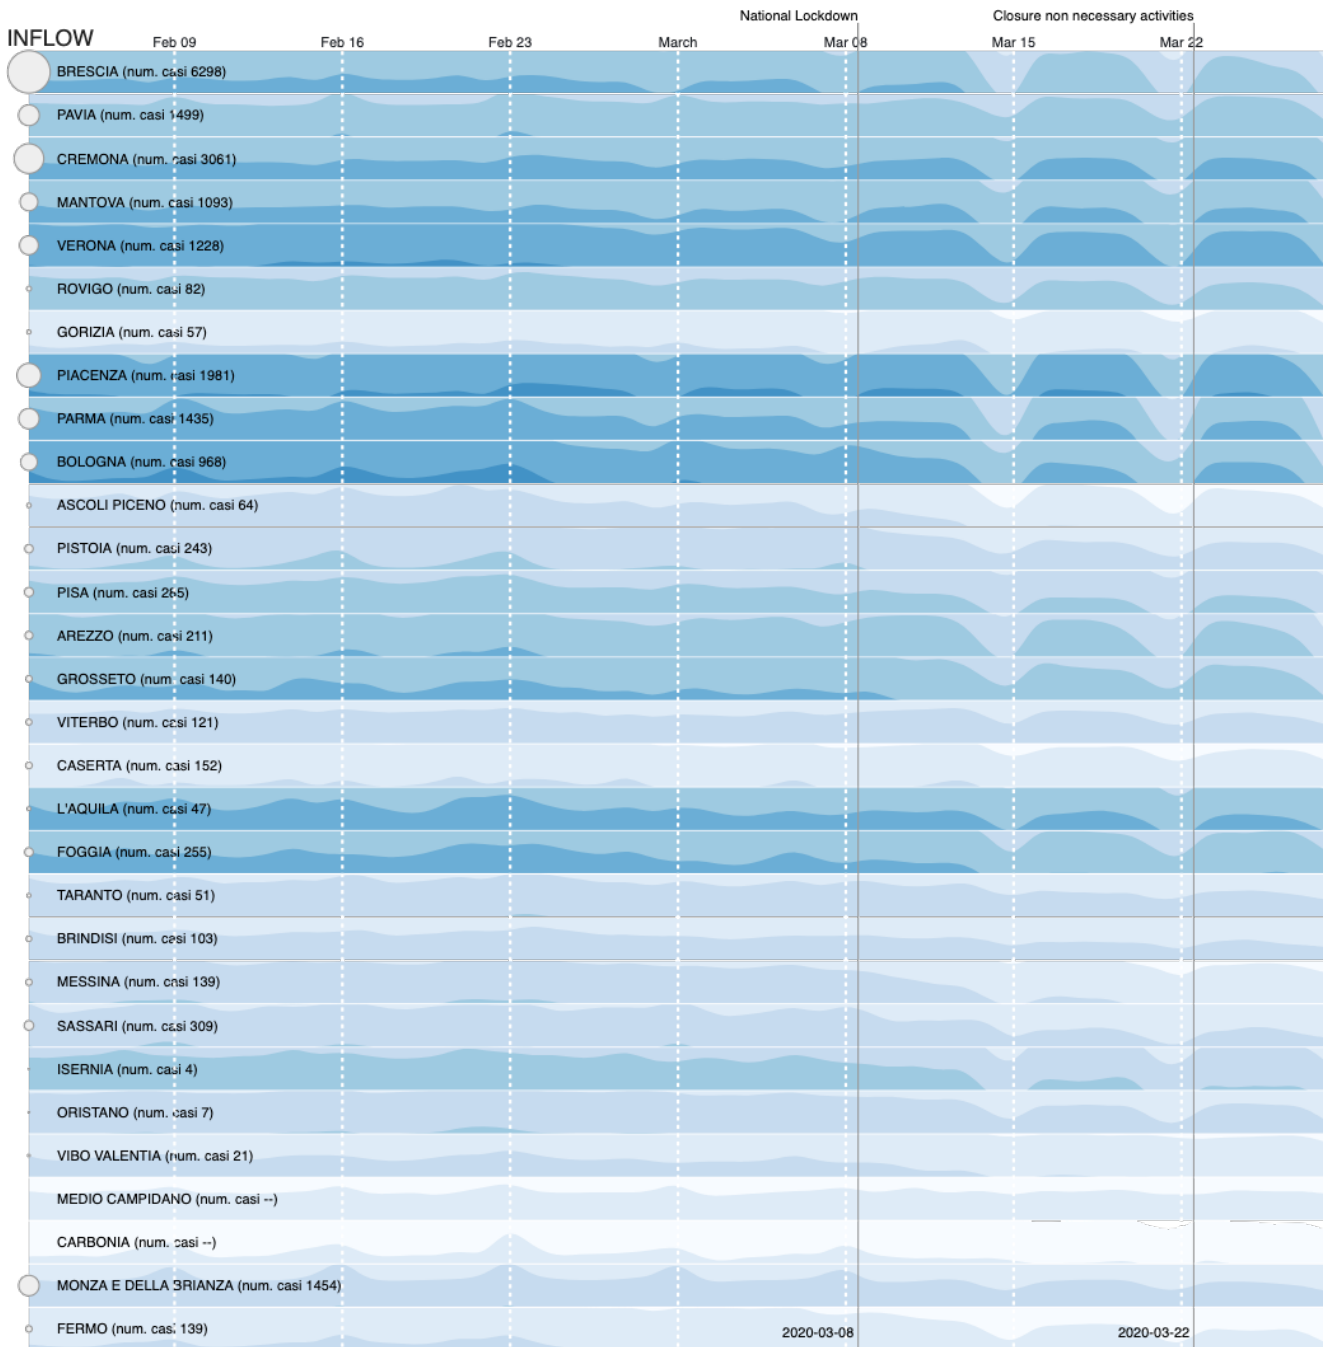 National Lockdown Closure non necessary activities
INFLOW Feb 09 Feb 16 Feb 23 March Mar 08 Mar 15 Mar 22
BRESCIA (num. casi 6298)
PAVIA (num. casi 1499)
CREMONA (num. casi 3061)
MANTOVA (num. casi 1093)
VERONA (num. casi 1228)
ROVIGO (num. casi 82)
GORIZIA (num. casi 57)
PIACENZA (num. casi 1981)
PARMA (num. casi 1435)
BOLOGNA (num. casi 968)
ASCOLI PICENO (num. casi 64)
PISTOIA (num. casi 243)
PISA (num. casi 265)
AREZZO (num. casi 211)
GROSSETO (num. casi 140)
VITERBO (num. casi 121)
CASERTA (num. casi 152)
L'AQUILA (num. casi 47)
FOGGIA (num. casi 255)
TARANTO (num. casi 51)
BRINDISI (num. casi 103)
MESSINA (num. casi 139)
SASSARI (num. casi 309)
ISERNIA (num. casi 4)
ORISTANO (num. casi 7)
VIBO VALENTIA (num. casi 21)
MEDIO CAMPIDANO (num. casi --)
CARBONIA (num. casi --)
MONZA E DELLA BRIANZA (num. casi 1454)
FERMO (num. casi 139) 2020-03-08 2020-03-22